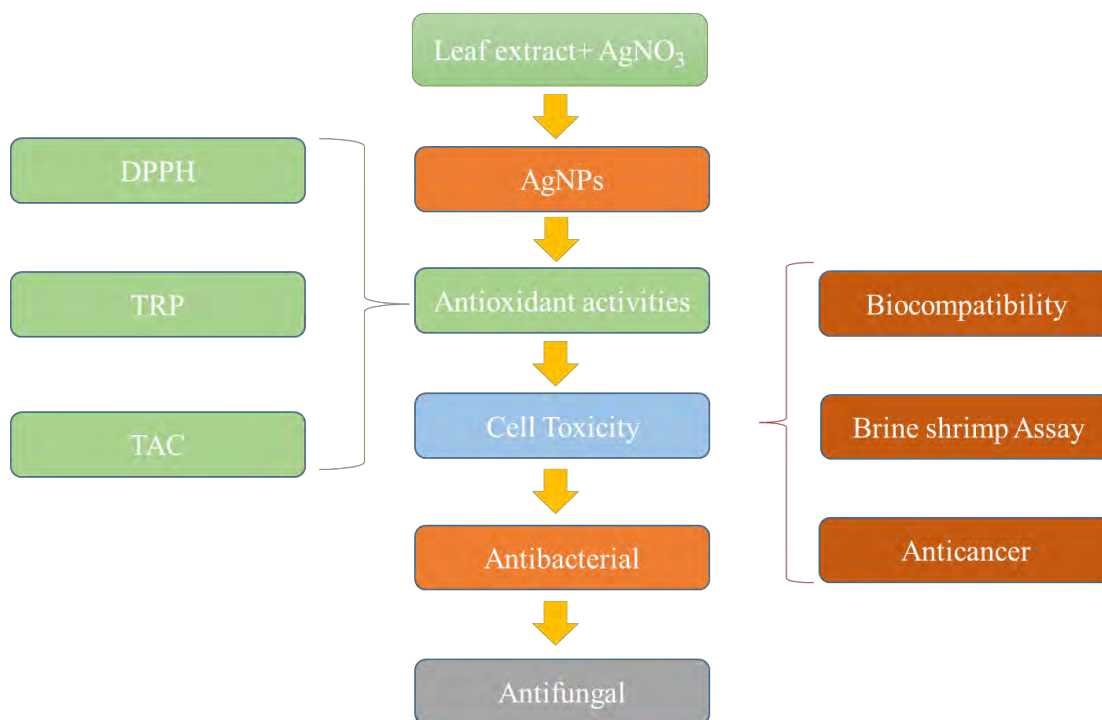 Leaf extract+ AgNO₃
AgNPs
Antioxidant activities
Cell Toxicity
Antibacterial
Antifungal
DPPH
TRP
TAC
Biocompatibility
Brine shrimp Assay
Anticancer